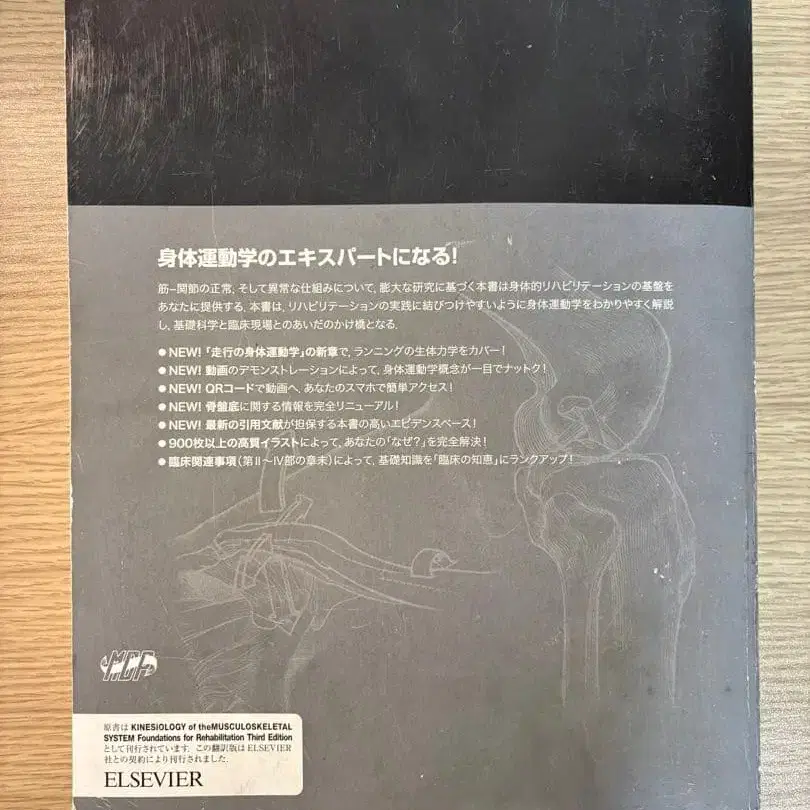 身体運動学のエキスパートになる!
筋−関節の正常, そして異常な仕組みについて, 膨大な研究に基づく本書は身体的リハビリテーションの基盤を
あなたに提供する. 本書は, リハビリテーションの実践に結びつけやすいように身体運動学をわかりやすく解説
し, 基礎科学と臨床現場とのあいだのかけ橋となる.
● NEW! 「走行の身体運動学」の新章で, ランニングの生体力学をカバー!
● NEW! 動画のデモンストレーションによって, 身体運動学概念が一目でナットク!
● NEW! QRコードで動画へ, あなたのスマホで簡単アクセス!
● NEW! 骨盤底に関する情報を完全リニューアル!
● NEW! 最新の引用文献が担保する本書の高いエビデンスベース!
● 900枚以上の高質イラストによって, あなたの「なぜ?」を完全解決!
● 臨床関連事項(第Ⅱ〜Ⅳ部の章末)によって, 基礎知識を「臨床の知恵」にランクアップ!
MDP
原書は KINESIOLOGY of theMUSCULOSKELETAL
SYSTEM Foundations for Rehabilitation Third Edition
として刊行されています. この翻訳版は ELSEVIER
社との契約により刊行されました.
ELSEVIER